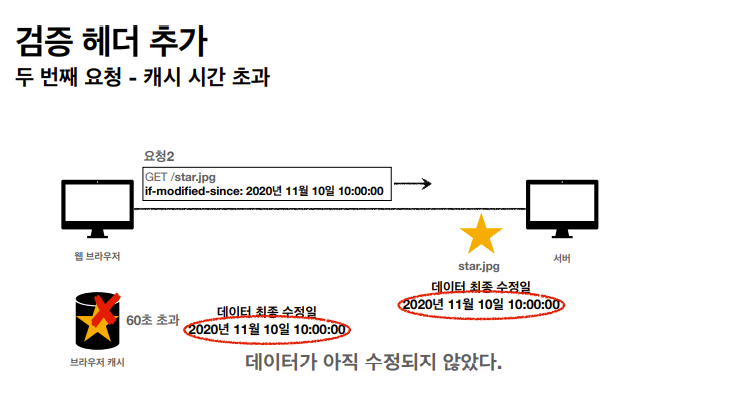 검증 헤더 추가
두 번째 요청 - 캐시 시간 초과
요청2
GET /star.jpg
if-modified-since: 2020년 11월 10일 10:00:00
웹 브라우저
star.jpg
서버
데이터 최종 수정일
2020년 11월 10일 10:00:00
60초 초과
데이터 최종 수정일
2020년 11월 10일 10:00:00
브라우저 캐시
데이터가 아직 수정되지 않았다.